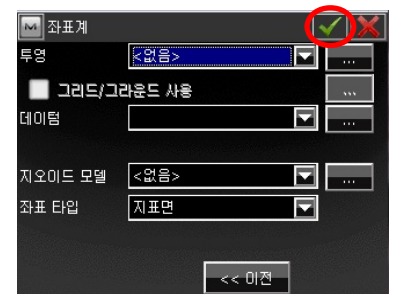 좌표계
투영 <없음> ...
그리드/그라운드 사용 ...
데이텀 ...
지오이드 모델 <없음> ...
좌표 타입 지표면
<< 이전